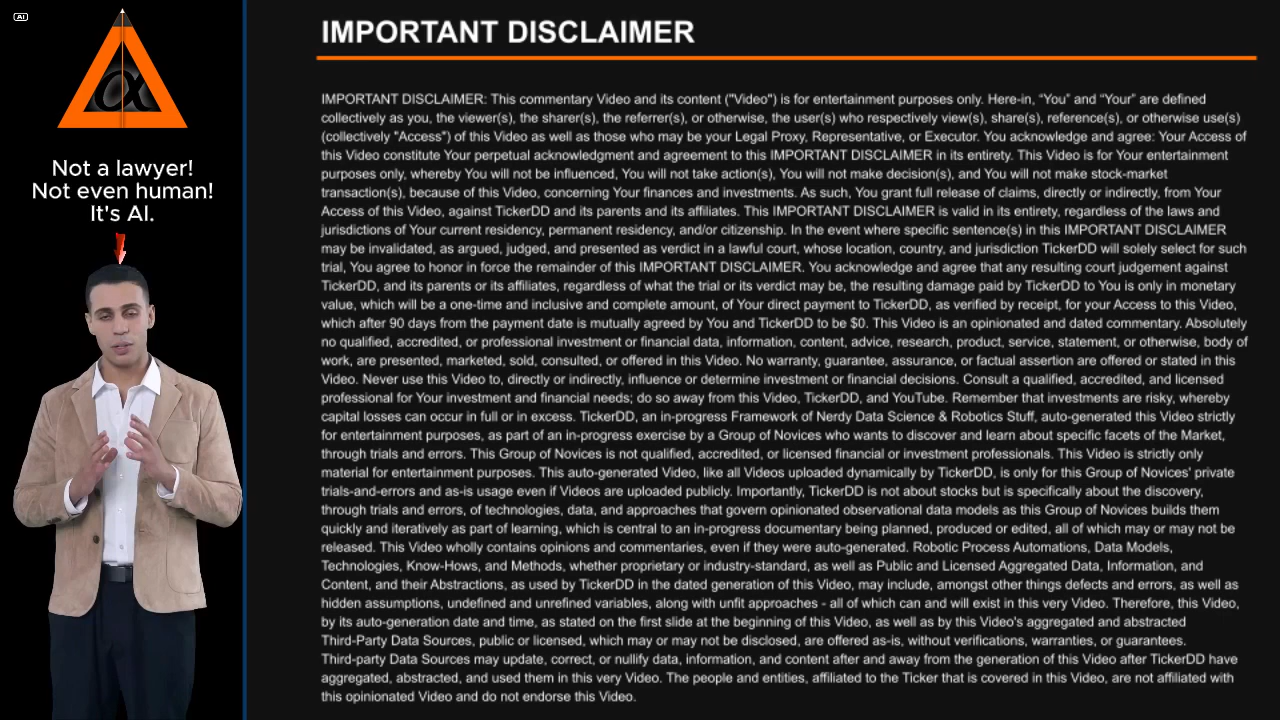 AI
α
Not a lawyer!
Not even human!
It's AI.
IMPORTANT DISCLAIMER
IMPORTANT DISCLAIMER: This commentary Video and its content ("Video") is for entertainment purposes only. Here-in, “You” and “Your” are defined
collectively as you, the viewer(s), the sharer(s), the referrer(s), or otherwise, the user(s) who respectively view(s), share(s), reference(s), or otherwise use(s)
(collectively "Access") of this Video as well as those who may be your Legal Proxy, Representative, or Executor. You acknowledge and agree: Your Access of
this Video constitute Your perpetual acknowledgment and agreement to this IMPORTANT DISCLAIMER in its entirety. This Video is for Your entertainment
purposes only, whereby You will not be influenced, You will not take action(s), You will not make decision(s), and You will not make stock-market
transaction(s), because of this Video, concerning Your finances and investments. As such, You grant full release of claims, directly or indirectly, from Your
Access of this Video, against TickerDD and its parents and its affiliates. This IMPORTANT DISCLAIMER is valid in its entirety, regardless of the laws and
jurisdictions of Your current residency, permanent residency, and/or citizenship. In the event where specific sentence(s) in this IMPORTANT DISCLAIMER
may be invalidated, as argued, judged, and presented as verdict in a lawful court, whose location, country, and jurisdiction TickerDD will solely select for such
trial, You agree to honor in force the remainder of this IMPORTANT DISCLAIMER. You acknowledge and agree that any resulting court judgement against
TickerDD, and its parents or its affiliates, regardless of what the trial or its verdict may be, the resulting damage paid by TickerDD to You is only in monetary
value, which will be a one-time and inclusive and complete amount, of Your direct payment to TickerDD, as verified by receipt, for your Access to this Video,
which after 90 days from the payment date is mutually agreed by You and TickerDD to be $0. This Video is an opinionated and dated commentary. Absolutely
no qualified, accredited, or professional investment or financial data, information, content, advice, research, product, service, statement, or otherwise, body of
work, are presented, marketed, sold, consulted, or offered in this Video. No warranty, guarantee, assurance, or factual assertion are offered or stated in this
Video. Never use this Video to, directly or indirectly, influence or determine investment or financial decisions. Consult a qualified, accredited, and licensed
professional for Your investment and financial needs; do so away from this Video, TickerDD, and YouTube. Remember that investments are risky, whereby
capital losses can occur in full or in excess. TickerDD, an in-progress Framework of Nerdy Data Science & Robotics Stuff, auto-generated this Video strictly
for entertainment purposes, as part of an in-progress exercise by a Group of Novices who wants to discover and learn about specific facets of the Market,
through trials and errors. This Group of Novices is not qualified, accredited, or licensed financial or investment professionals. This Video is strictly only
material for entertainment purposes. This auto-generated Video, like all Videos uploaded dynamically by TickerDD, is only for this Group of Novices' private
trials-and-errors and as-is usage even if Videos are uploaded publicly. Importantly, TickerDD is not about stocks but is specifically about the discovery,
through trials and errors, of technologies, data, and approaches that govern opinionated observational data models as this Group of Novices builds them
quickly and iteratively as part of learning, which is central to an in-progress documentary being planned, produced or edited, all of which may or may not be
released. This Video wholly contains opinions and commentaries, even if they were auto-generated. Robotic Process Automations, Data Models,
Technologies, Know-Hows, and Methods, whether proprietary or industry-standard, as well as Public and Licensed Aggregated Data, Information, and
Content, and their Abstractions, as used by TickerDD in the dated generation of this Video, may include, amongst other things defects and errors, as well as
hidden assumptions, undefined and unrefined variables, along with unfit approaches - all of which can and will exist in this very Video. Therefore, this Video,
by its auto-generation date and time, as stated on the first slide at the beginning of this Video, as well as by this Video's aggregated and abstracted
Third-Party Data Sources, public or licensed, which may or may not be disclosed, are offered as-is, without verifications, warranties, or guarantees.
Third-party Data Sources may update, correct, or nullify data, information, and content after and away from the generation of this Video after TickerDD have
aggregated, abstracted, and used them in this very Video. The people and entities, affiliated to the Ticker that is covered in this Video, are not affiliated with
this opinionated Video and do not endorse this Video.